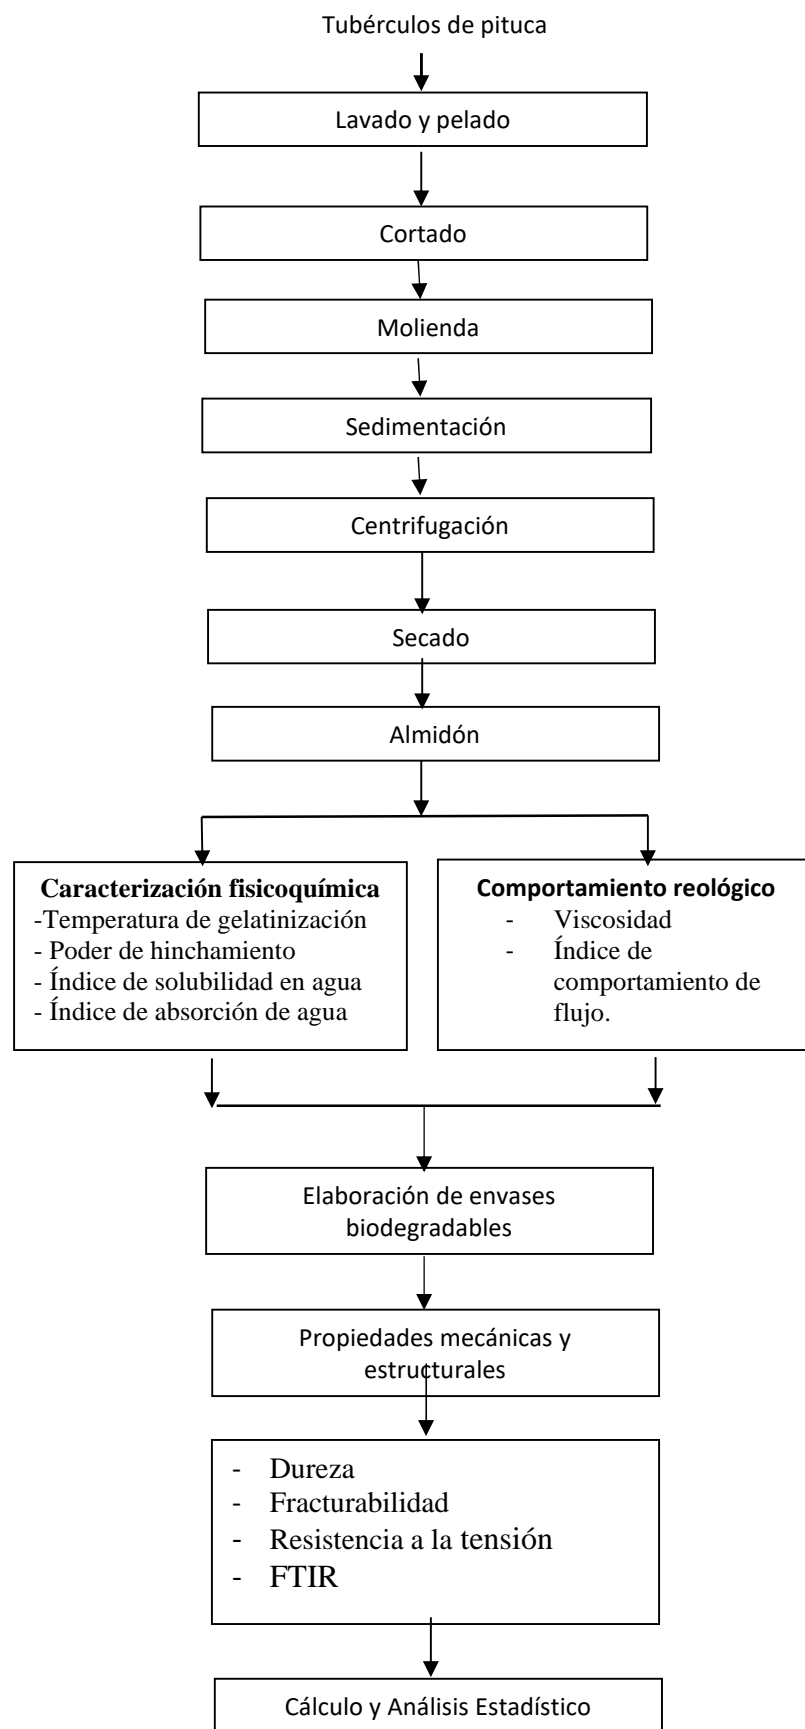 Tubérculos de pituca
Lavado y pelado
Cortado
Molienda
Sedimentación
Centrifugación
Secado
Almidón
Caracterización fisicoquímica
-Temperatura de gelatinización
- Poder de hinchamiento
- Índice de solubilidad en agua
- Índice de absorción de agua
Comportamiento reológico
- Viscosidad
- Índice de
comportamiento de
flujo.
Elaboración de envases
biodegradables
Propiedades mecánicas y
estructurales
- Dureza
- Fracturabilidad
- Resistencia a la tensión
- FTIR
Cálculo y Análisis Estadístico